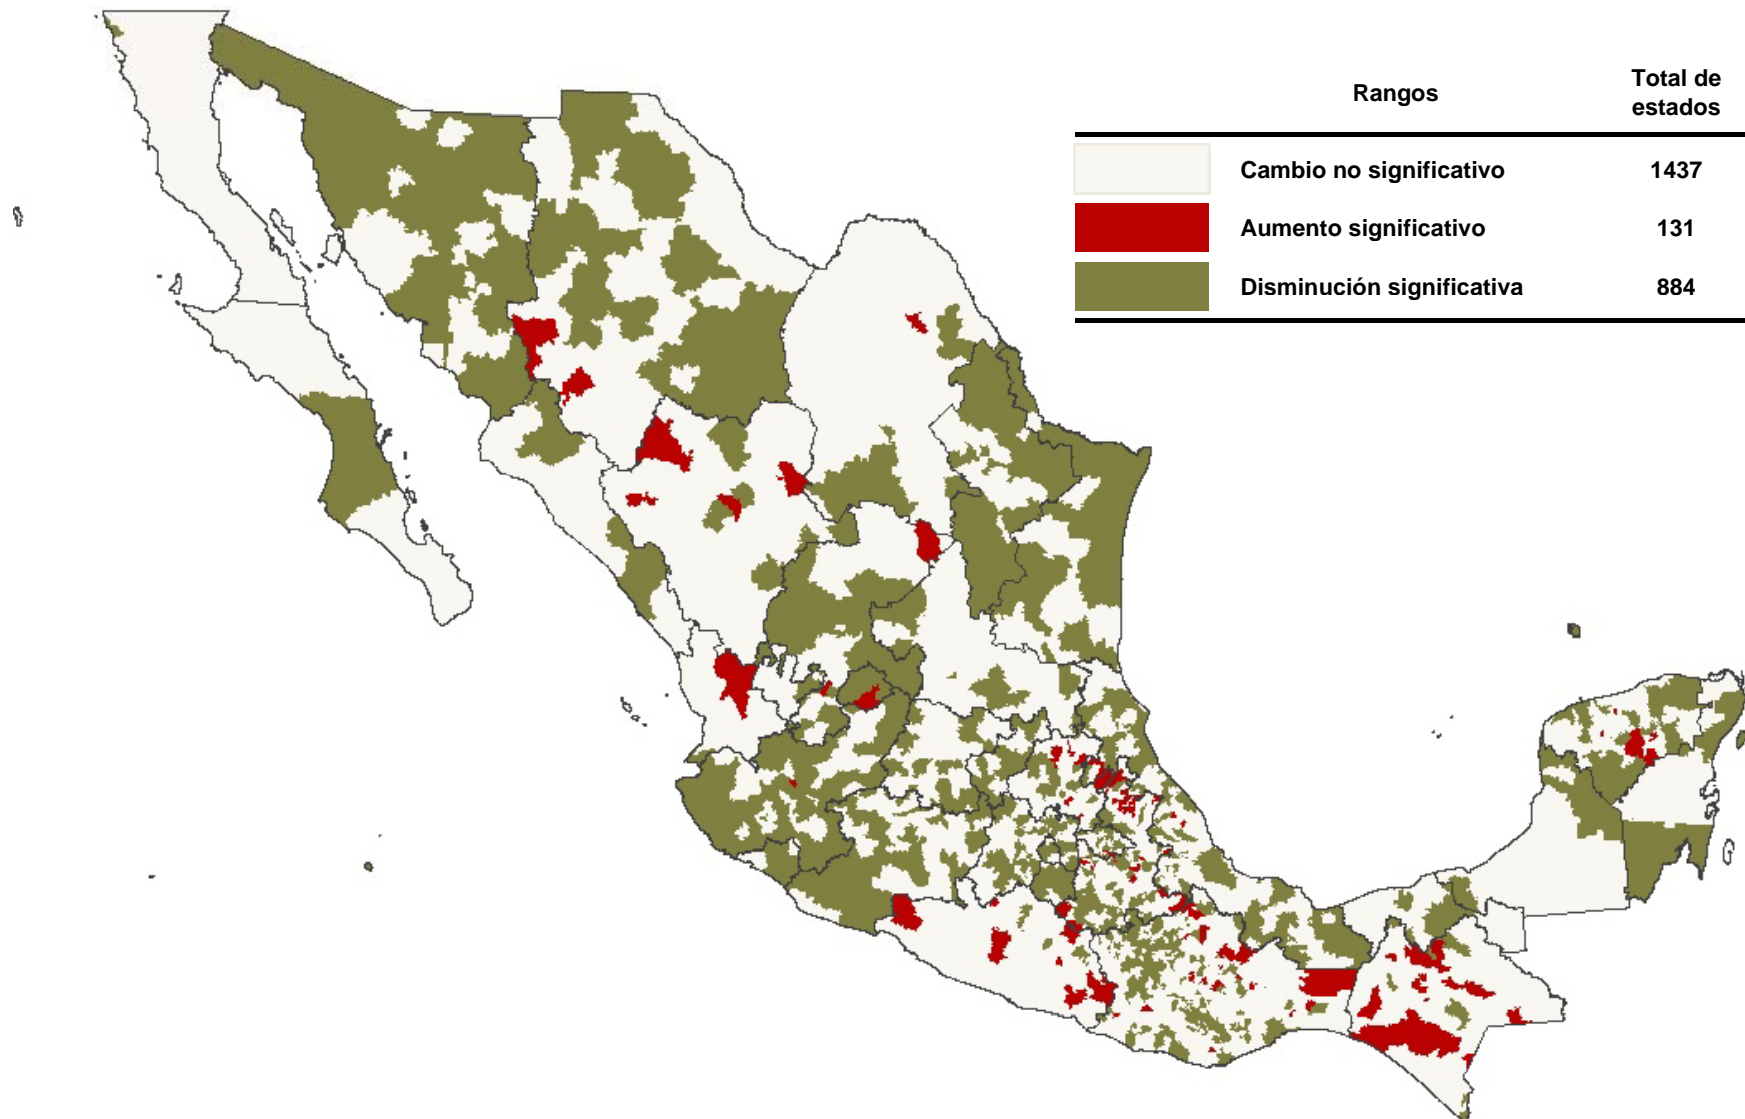 Rangos
Total de
estados
Cambio no significativo
1437
Aumento significativo
131
Disminución significativa
884